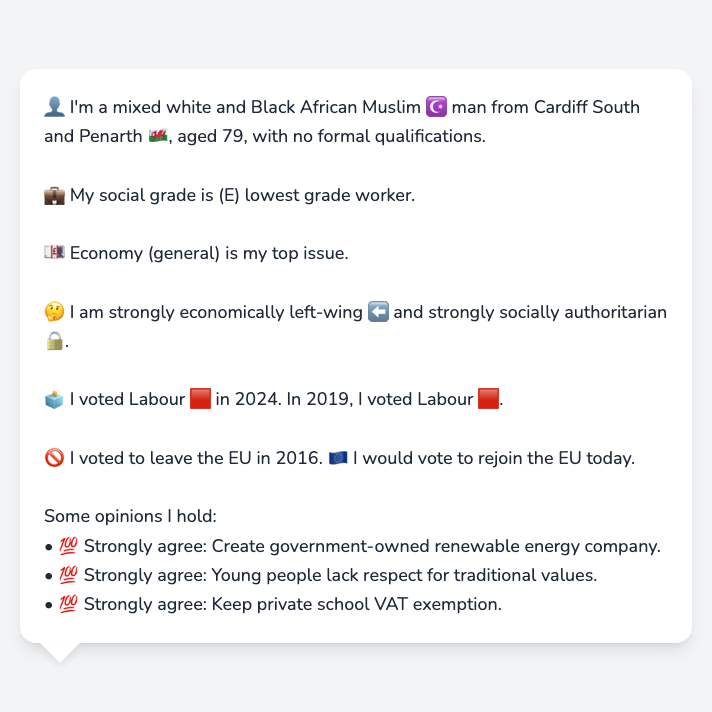 👤 I'm a mixed white and Black African Muslim ☪️ man from Cardiff South
and Penarth 🏴󠁧󠁢󠁷󠁬󠁳󠁿, aged 79, with no formal qualifications.
💼 My social grade is (E) lowest grade worker.
💷 Economy (general) is my top issue.
🤔 I am strongly economically left-wing ⬅️ and strongly socially authoritarian
🔒.
🗳️ I voted Labour 🟥 in 2024. In 2019, I voted Labour 🟥.
🚫 I voted to leave the EU in 2016. 🇪🇺 I would vote to rejoin the EU today.
Some opinions I hold:
• 💯 Strongly agree: Create government-owned renewable energy company.
• 💯 Strongly agree: Young people lack respect for traditional values.
• 💯 Strongly agree: Keep private school VAT exemption.